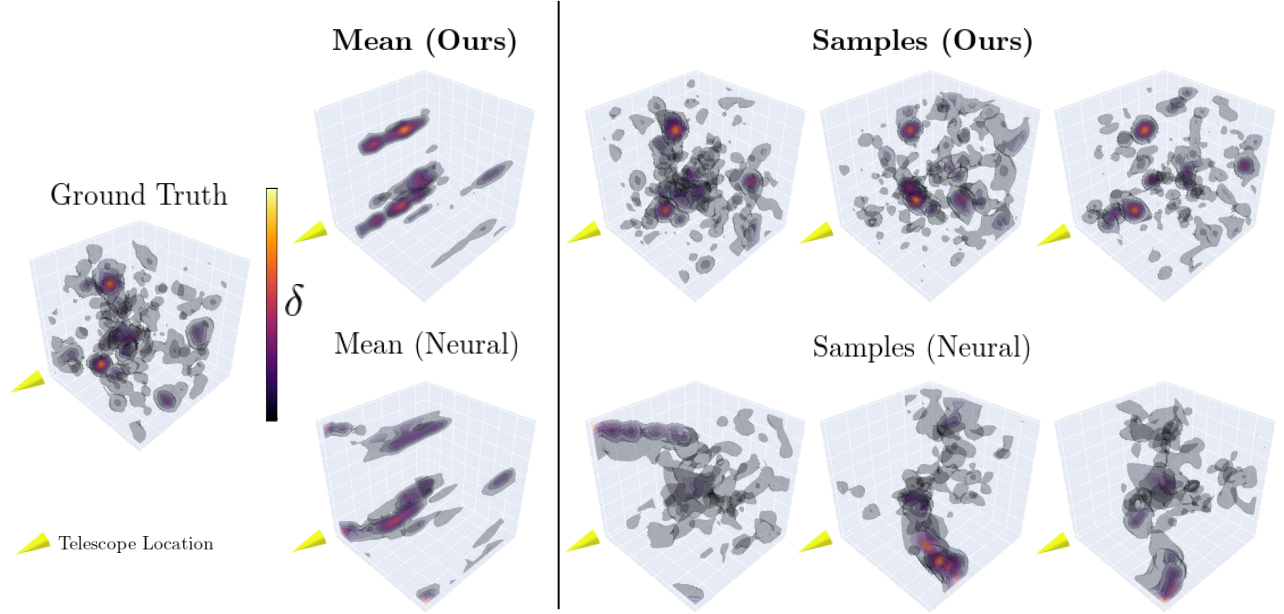 Mean (Ours)
Samples (Ours)
Ground Truth
δ
Mean (Neural)
Samples (Neural)
Telescope Location